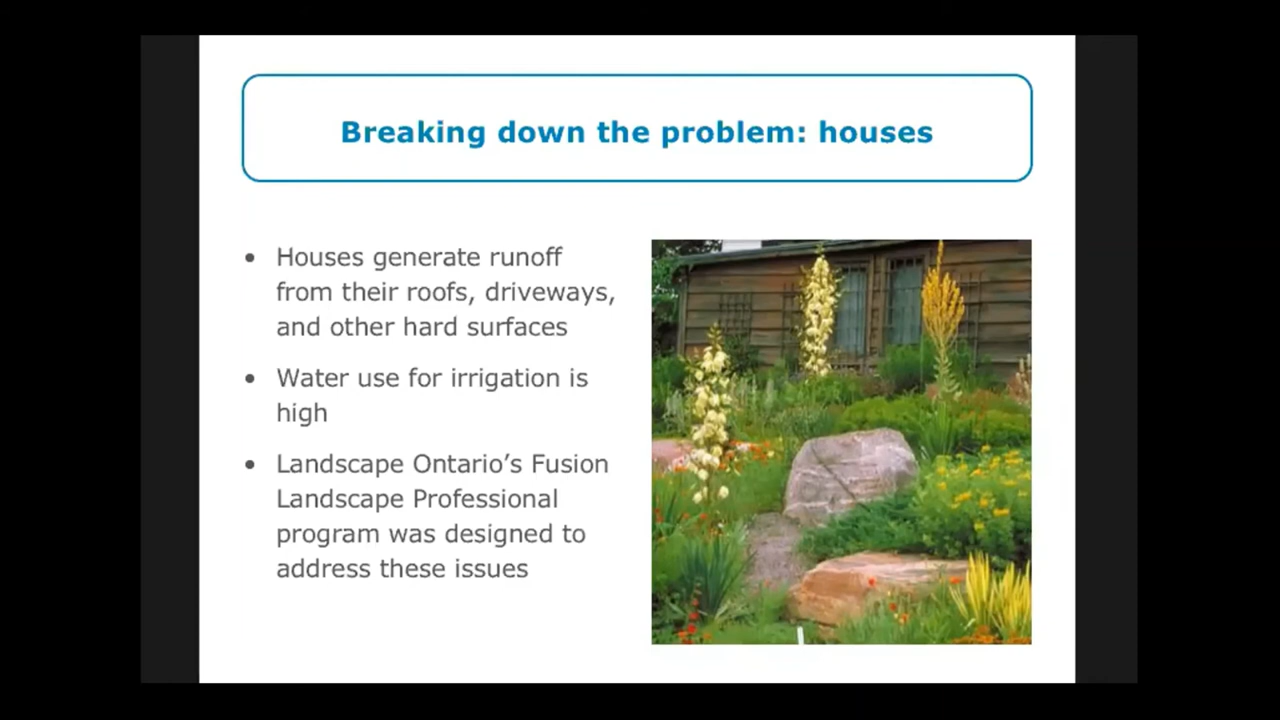 Breaking down the problem: houses
• Houses generate runoff
from their roofs, driveways,
and other hard surfaces
• Water use for irrigation is
high
• Landscape Ontario’s Fusion
Landscape Professional
program was designed to
address these issues